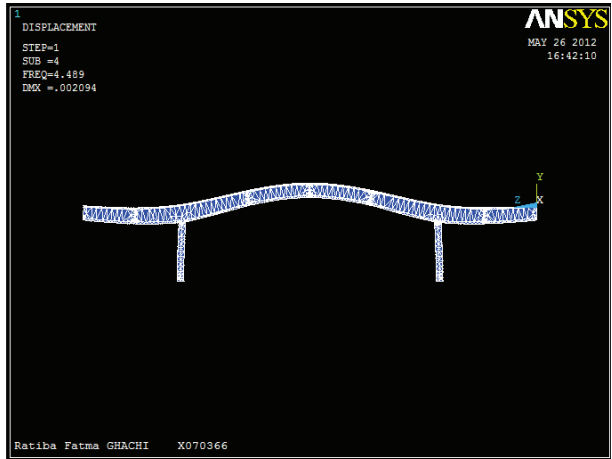 1
DISPLACEMENT
STEP=1
SUB =4
FREQ=4.489
DMX =.002094
ANSYS
MAY 26 2012
16:42:10
Y
Z X
Ratiba Fatma GHACHI X070366